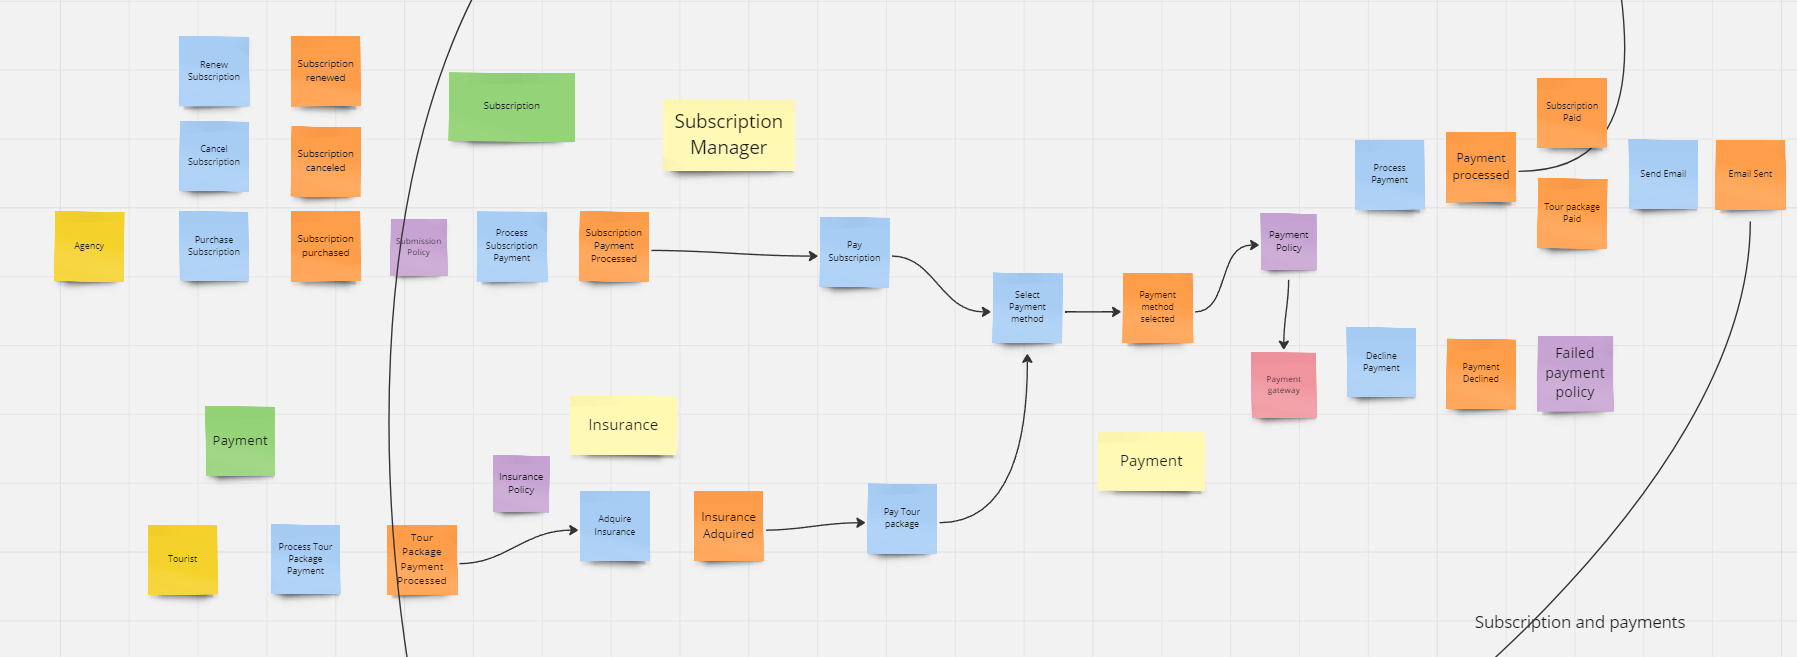 Renew
Subscription
Subscription
renewed
Subscription
Subscription
Manager
Subscription
Paid
Cancel
Subscription
Subscription
canceled
Process
Payment
Payment
processed
Send Email
Email Sent
Tour package
Paid
Agency
Purchase
Subscription
Subscription
purchased
Submission
Policy
Process
Subscription
Payment
Subscription
Payment
Processed
Pay
Subscription
Payment
Policy
Select
Payment
method
Payment
method
selected
Payment
gateway
Decline
Payment
Payment
Declined
Failed
payment
policy
Payment
Insurance
Payment
Insurance
Policy
Tourist
Process Tour
Package
Payment
Tour
Package
Payment
Processed
Adquire
Insurance
Insurance
Adquired
Pay Tour
package
Subscription and payments